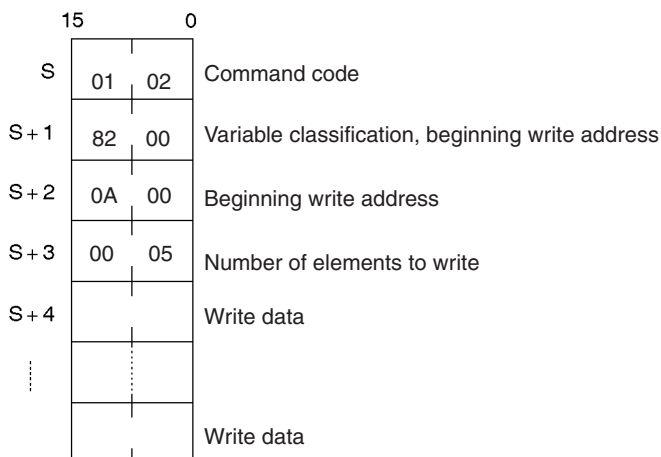 15 0
S 01 02 Command code
S+1 82 00 Variable classification, beginning write address
S+2 0A 00 Beginning write address
S+3 00 05 Number of elements to write
S+4 Write data
Write data